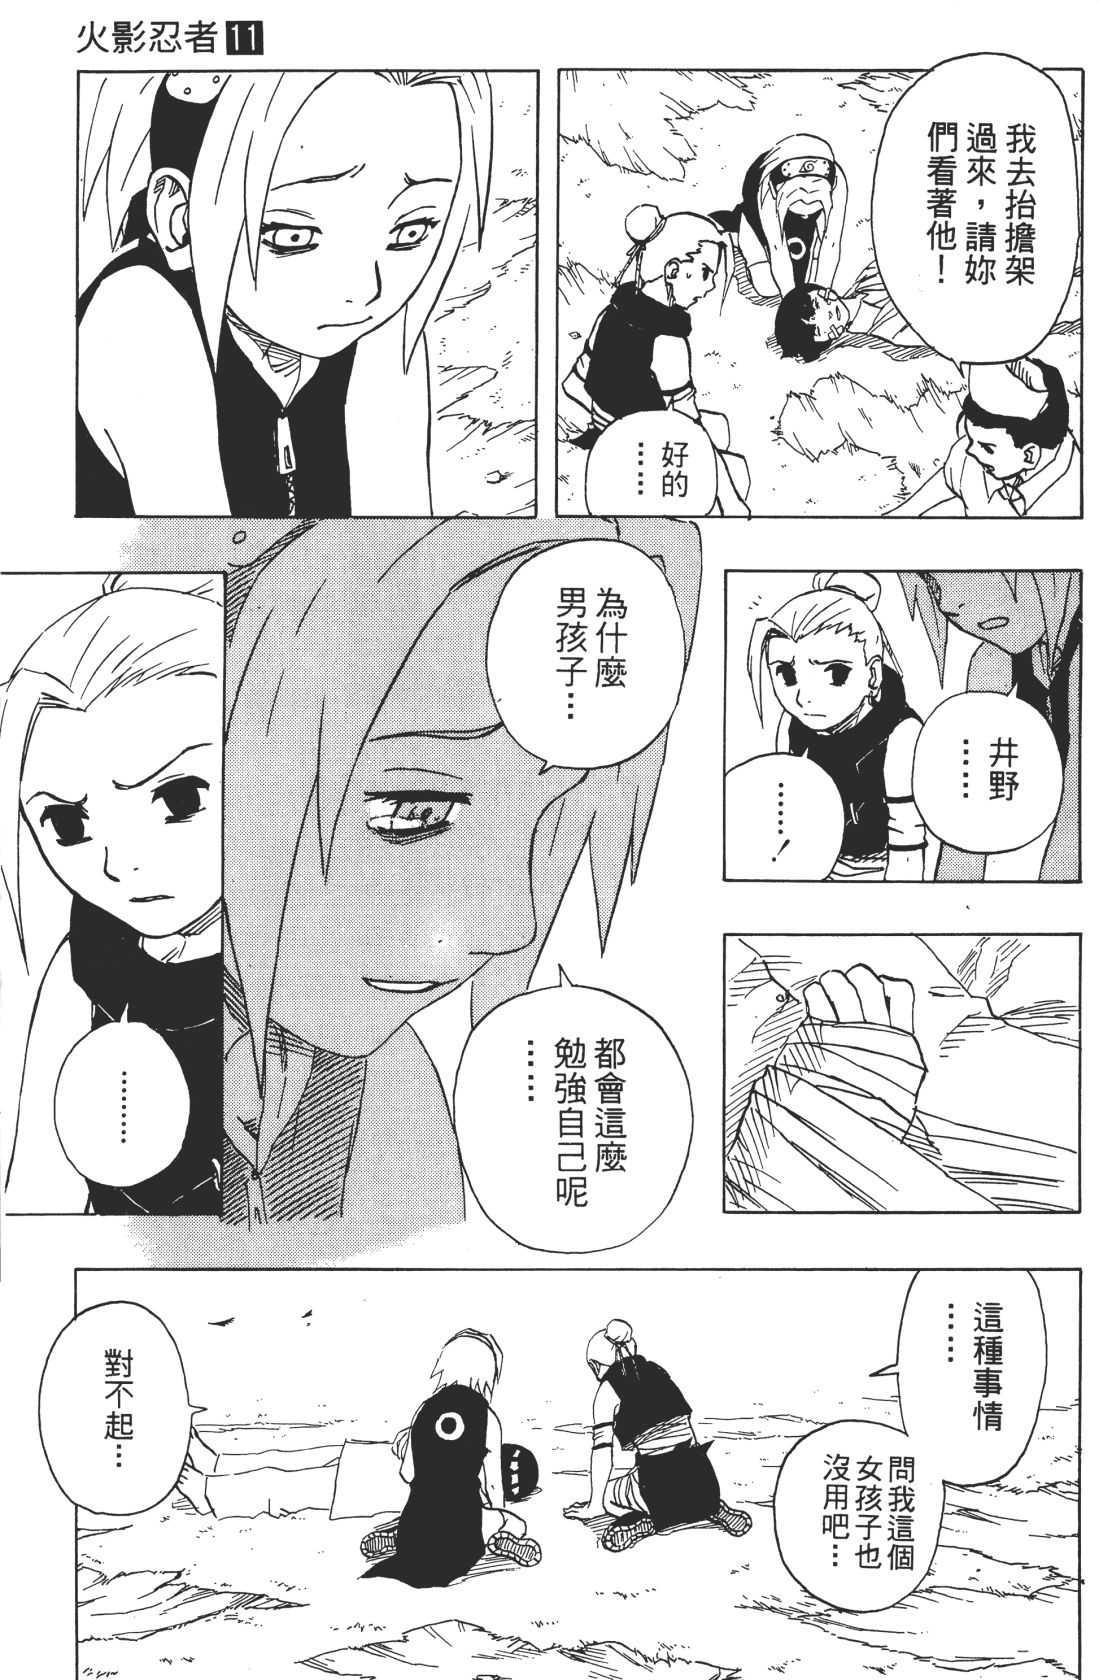 火影忍者11
我去抬擔架
過來，請妳
們看著他！
好的
……
井野
……
……！
為什麼
男孩子…
都會這麼
勉強自己呢
……
………
這種事情
……
問我這個
女孩子也
沒用吧…
對不起…